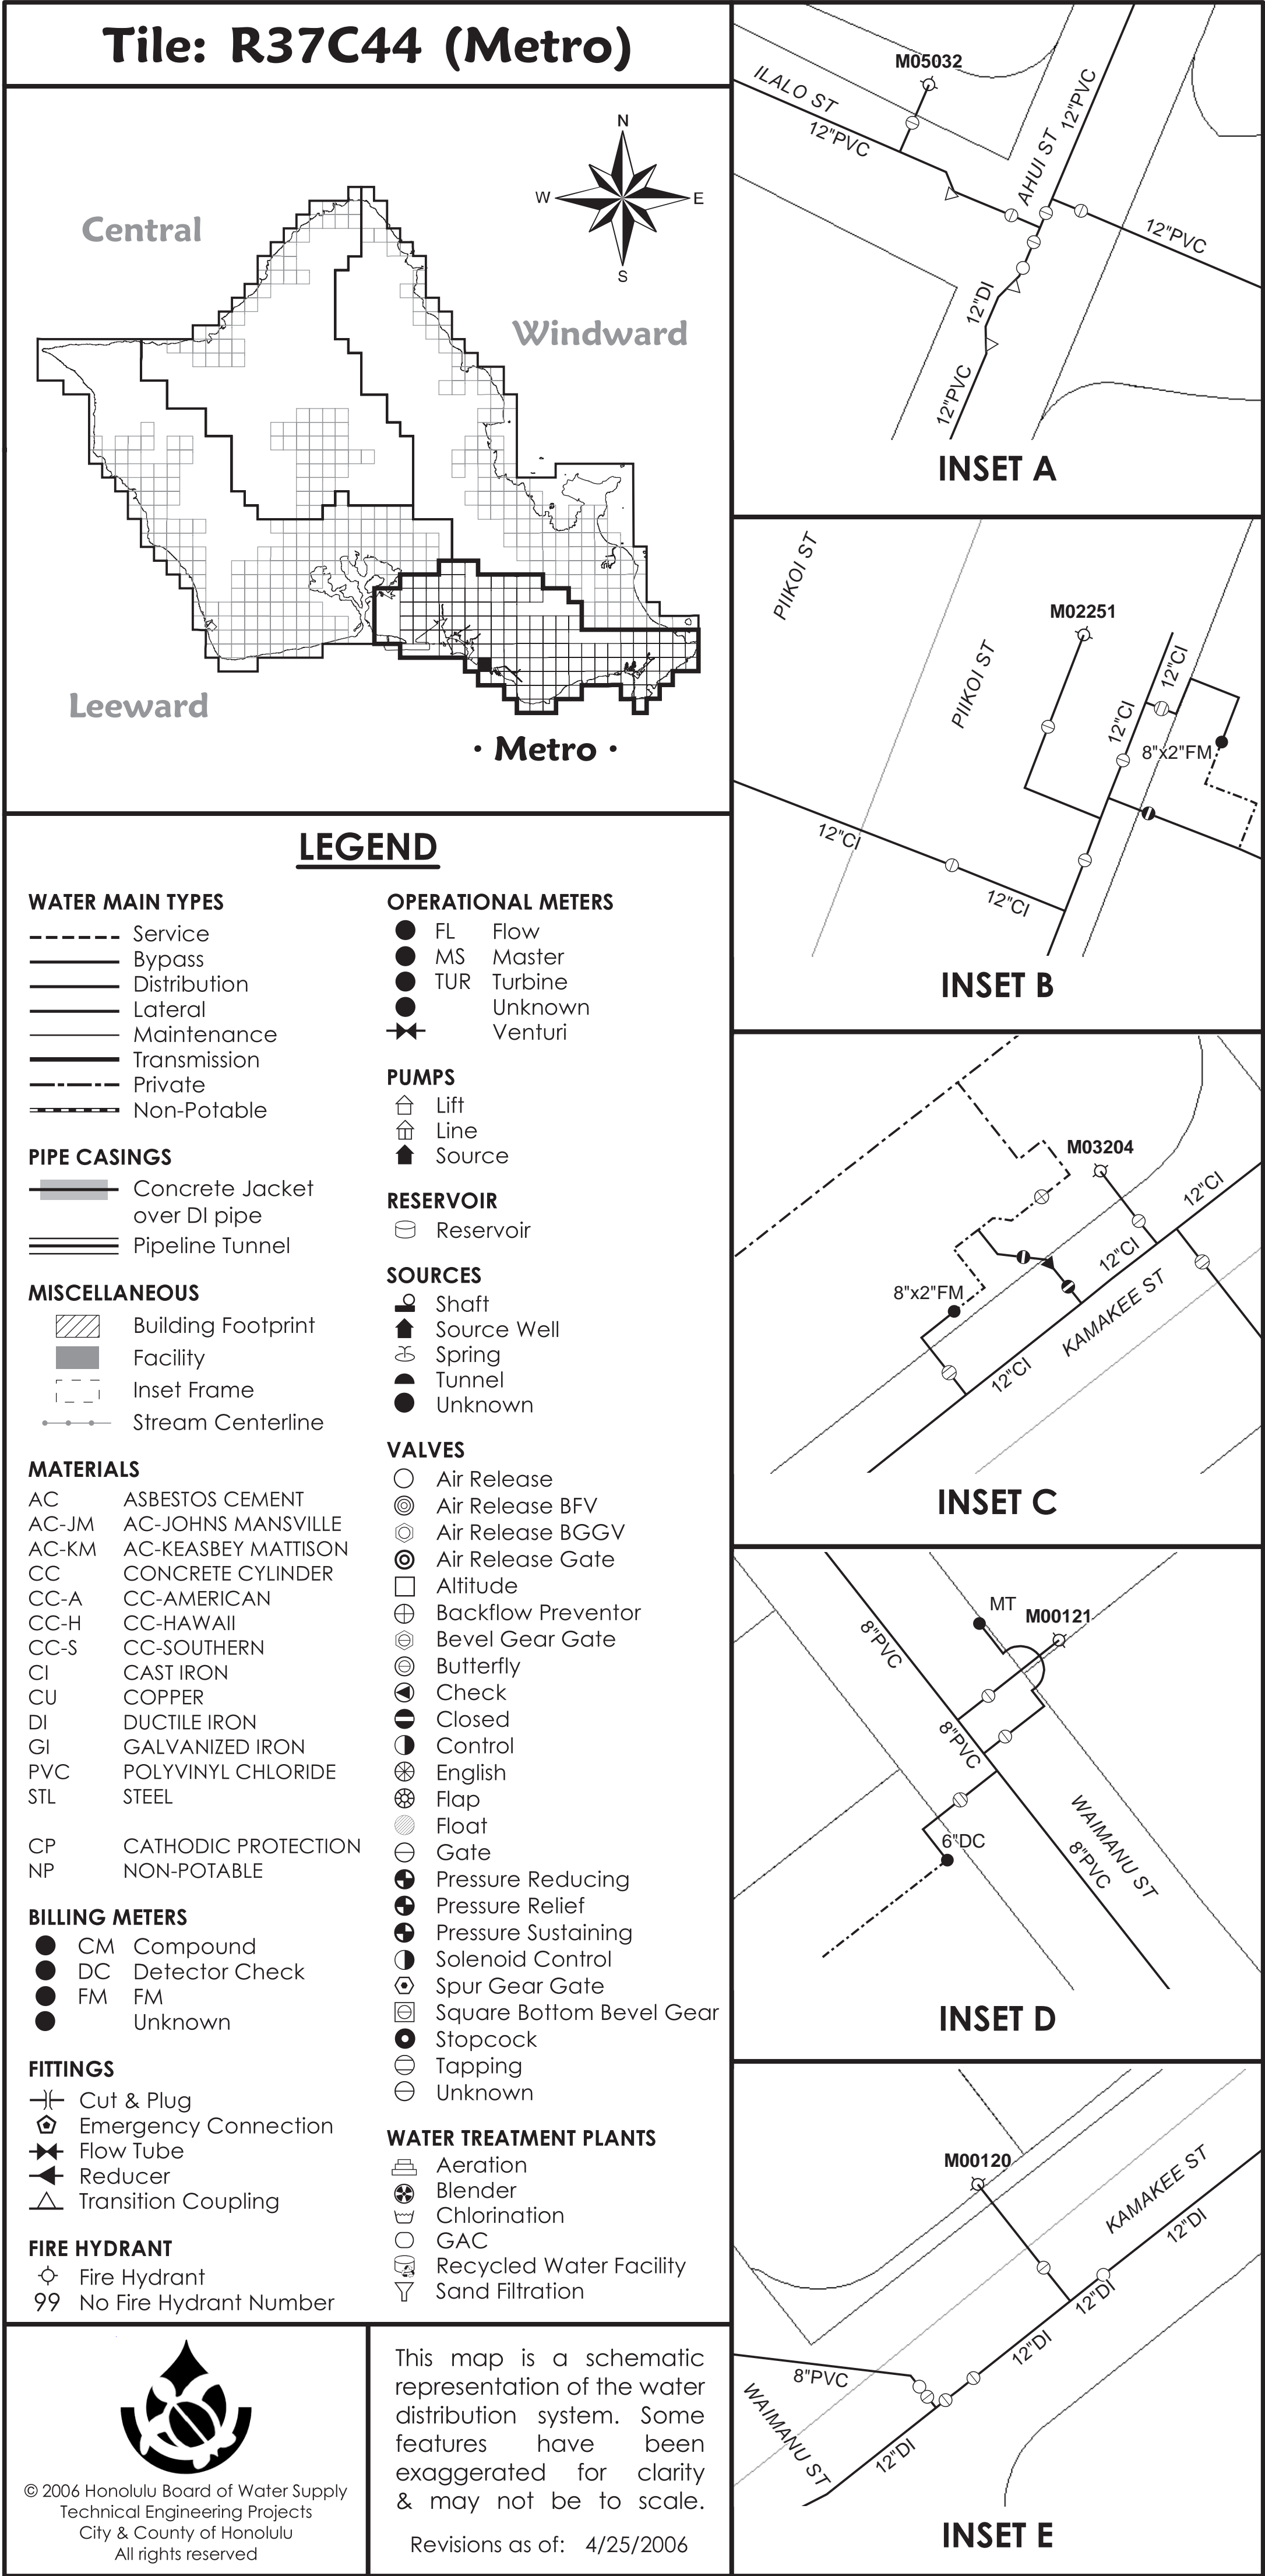 Tile: R37C44 (Metro)
N
W
E
S
Central
Windward
Leeward
· Metro ·
LEGEND
WATER MAIN TYPES
Service
Bypass
Distribution
Lateral
Maintenance
Transmission
Private
Non-Potable
PIPE CASINGS
Concrete Jacket
over DI pipe
Pipeline Tunnel
MISCELLANEOUS
Building Footprint
Facility
Inset Frame
Stream Centerline
MATERIALS
AC ASBESTOS CEMENT
AC-JM AC-JOHNS MANSVILLE
AC-KM AC-KEASBEY MATTISON
CC CONCRETE CYLINDER
CC-A CC-AMERICAN
CC-H CC-HAWAII
CC-S CC-SOUTHERN
CI CAST IRON
CU COPPER
DI DUCTILE IRON
GI GALVANIZED IRON
PVC POLYVINYL CHLORIDE
STL STEEL
CP CATHODIC PROTECTION
NP NON-POTABLE
BILLING METERS
CM Compound
DC Detector Check
FM FM
Unknown
FITTINGS
Cut & Plug
Emergency Connection
Flow Tube
Reducer
Transition Coupling
FIRE HYDRANT
Fire Hydrant
99 No Fire Hydrant Number
OPERATIONAL METERS
FL Flow
MS Master
TUR Turbine
Unknown
Venturi
PUMPS
Lift
Line
Source
RESERVOIR
Reservoir
SOURCES
Shaft
Source Well
Spring
Tunnel
Unknown
VALVES
Air Release
Air Release BFV
Air Release BGGV
Air Release Gate
Altitude
Backflow Preventor
Bevel Gear Gate
Butterfly
Check
Closed
Control
English
Flap
Float
Gate
Pressure Reducing
Pressure Relief
Pressure Sustaining
Solenoid Control
Spur Gear Gate
Square Bottom Bevel Gear
Stopcock
Tapping
Unknown
WATER TREATMENT PLANTS
Aeration
Blender
Chlorination
GAC
Recycled Water Facility
Sand Filtration
© 2006 Honolulu Board of Water Supply
Technical Engineering Projects
City & County of Honolulu
All rights reserved
This map is a schematic
representation of the water
distribution system. Some
features have been
exaggerated for clarity
& may not be to scale.
Revisions as of: 4/25/2006
M05032
ILALO ST
12"PVC
AHUI ST
12"PVC
12"PVC
12"DI
12"PVC
INSET A
PIIKOI ST
PIIKOI ST
M02251
12"CI
12"CI
8"x2"FM
12"CI
12"CI
INSET B
M03204
12"CI
12"CI
8"x2"FM
KAMAKEE ST
12"CI
INSET C
MT
M00121
8"PVC
8"PVC
6"DC
WAIMANU ST
8"PVC
INSET D
M00120
KAMAKEE ST
12"DI
12"DI
12"DI
8"PVC
WAIMANU ST
12"DI
INSET E